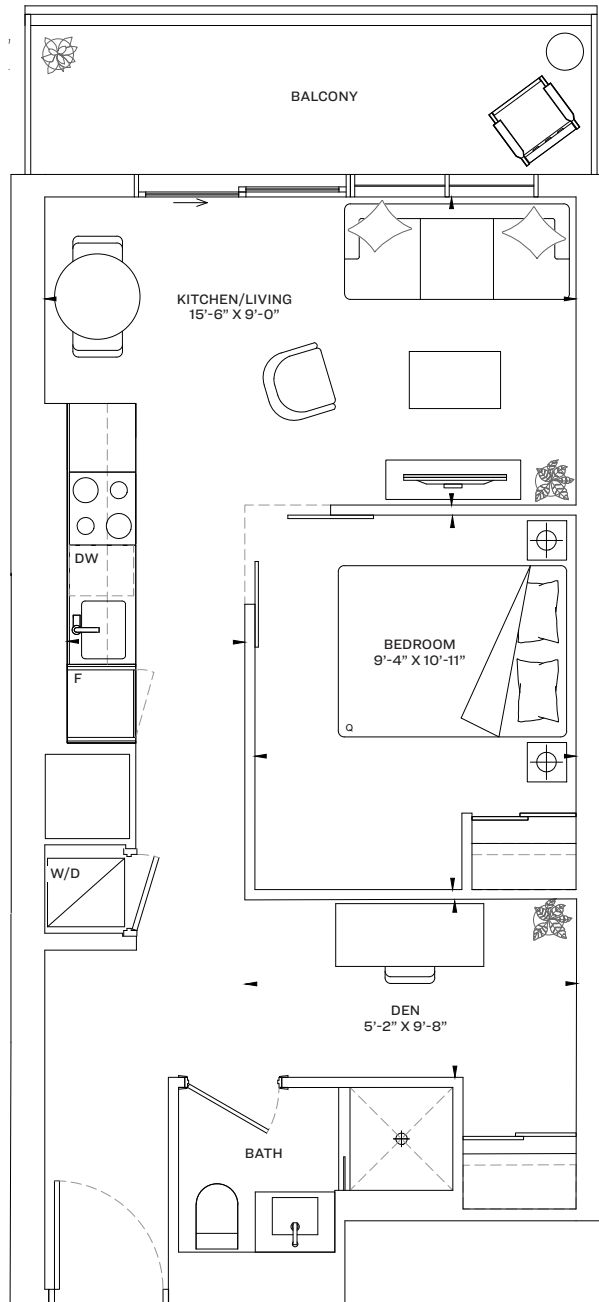 BALCONY
KITCHEN/LIVING
15’-6” X 9’-0”
DW
F
BEDROOM
9’-4” X 10’-11”
Q
W/D
DEN
5’-2” X 9’-8”
BATH